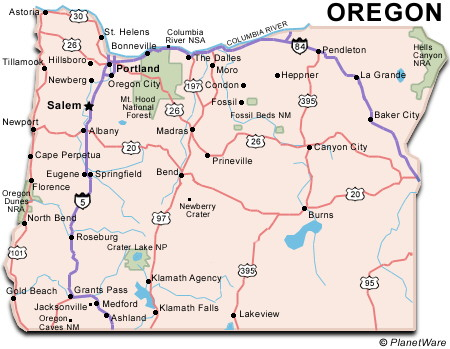 OREGON
Astoria
30
St. Helens
Columbia
River NSA
COLUMBIA RIVER
Bonneville
26
84
Pendleton
Hells
Canyon
NRA
Tillamook
Hillsboro
Portland
The Dalles
Moro
La Grande
Newberg
Oregon City
Heppner
Condon
197
395
Salem
Mt. Hood
National
Forest
Fossil
26
Baker City
Newport
Albany
Madras
Fossil Beds NM
20
26
Canyon City
Cape Perpetua
Prineville
Eugene
Springfield
Bend
Florence
Oregon
Dunes
NRA
5
Newberry
Crater
20
North Bend
97
Burns
Roseburg
101
Crater Lake NP
395
95
Klamath Agency
Gold Beach
Grants Pass
Jacksonville
Medford
Klamath Falls
Lakeview
Oregon
Caves NM
Ashland
© PlanetWare